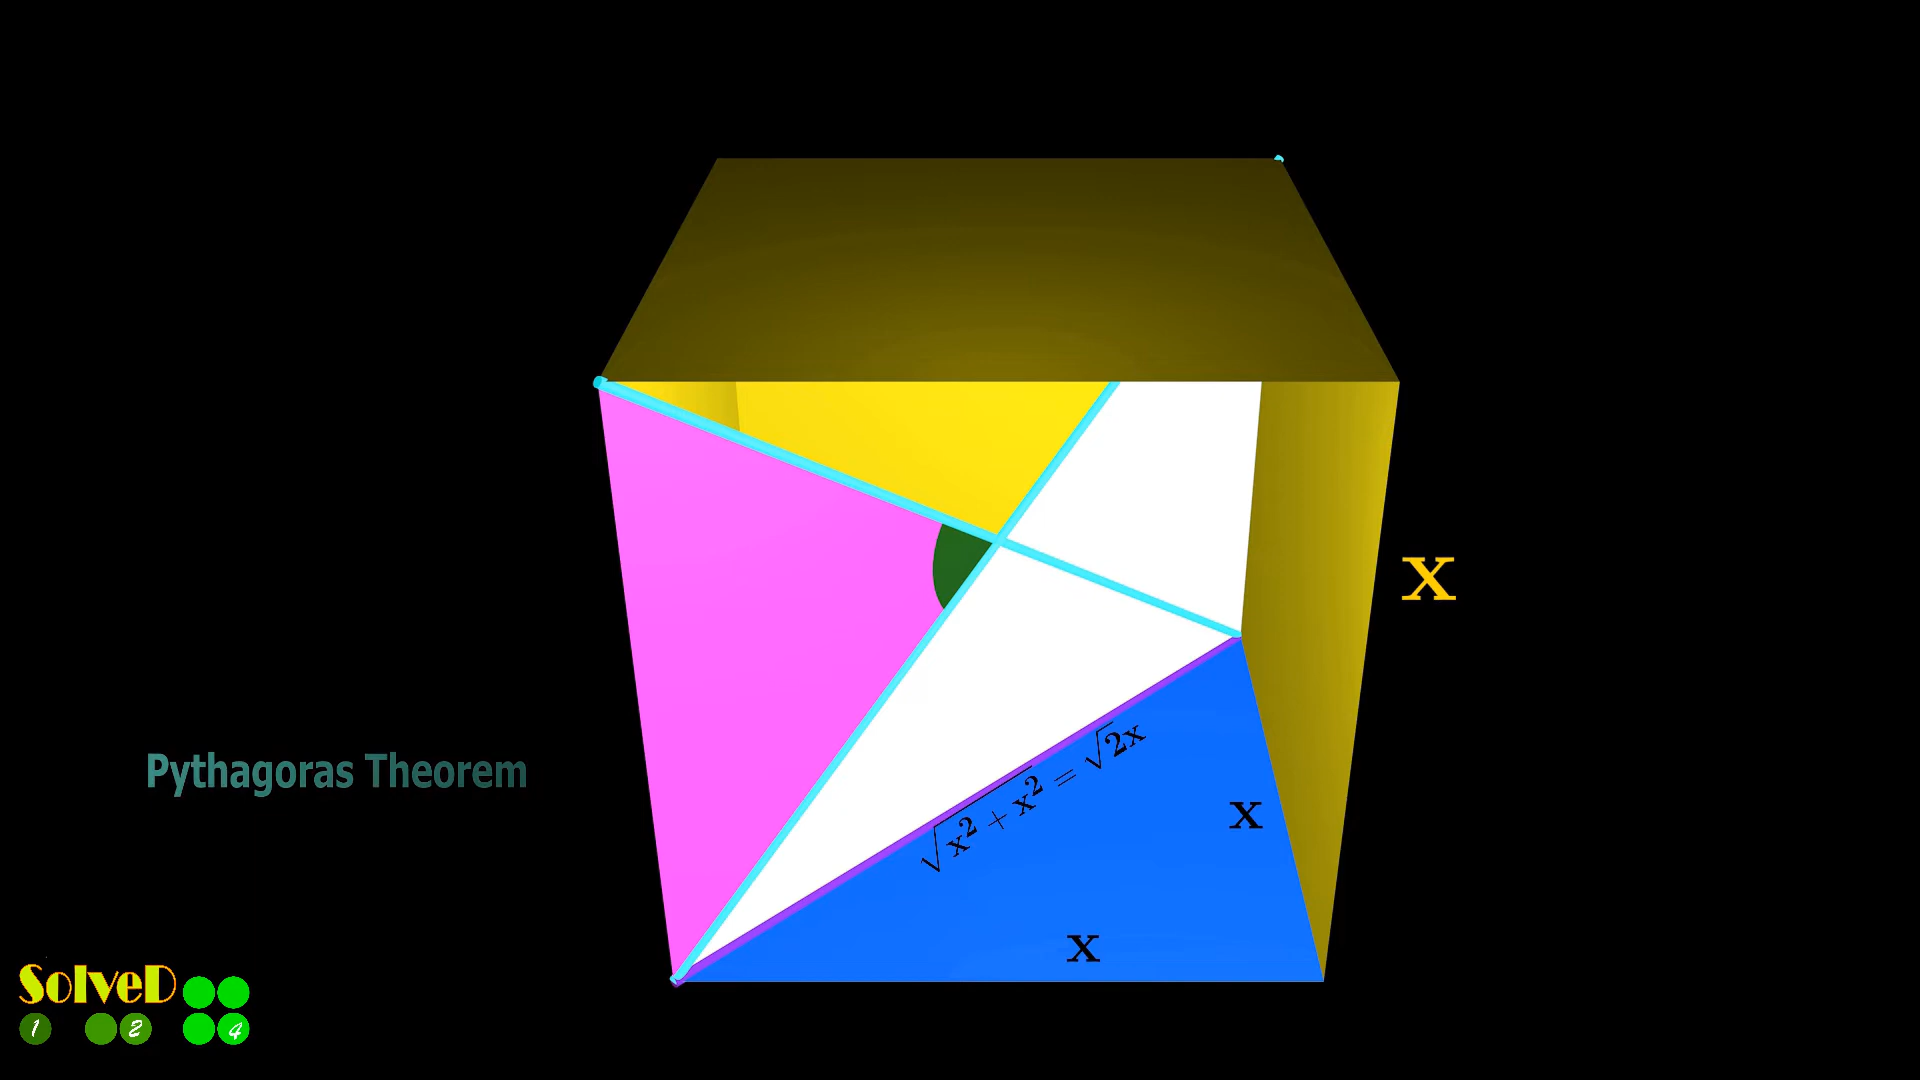 x
√x² + x² = √2x
x
Pythagoras Theorem
x
SolveD
1 2 4